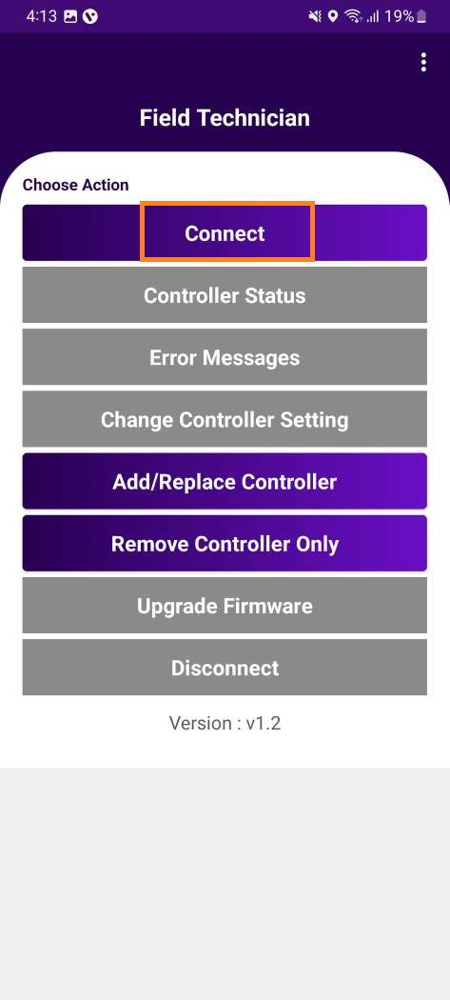 4:13 19%
Field Technician
Choose Action
Connect
Controller Status
Error Messages
Change Controller Setting
Add/Replace Controller
Remove Controller Only
Upgrade Firmware
Disconnect
Version : v1.2